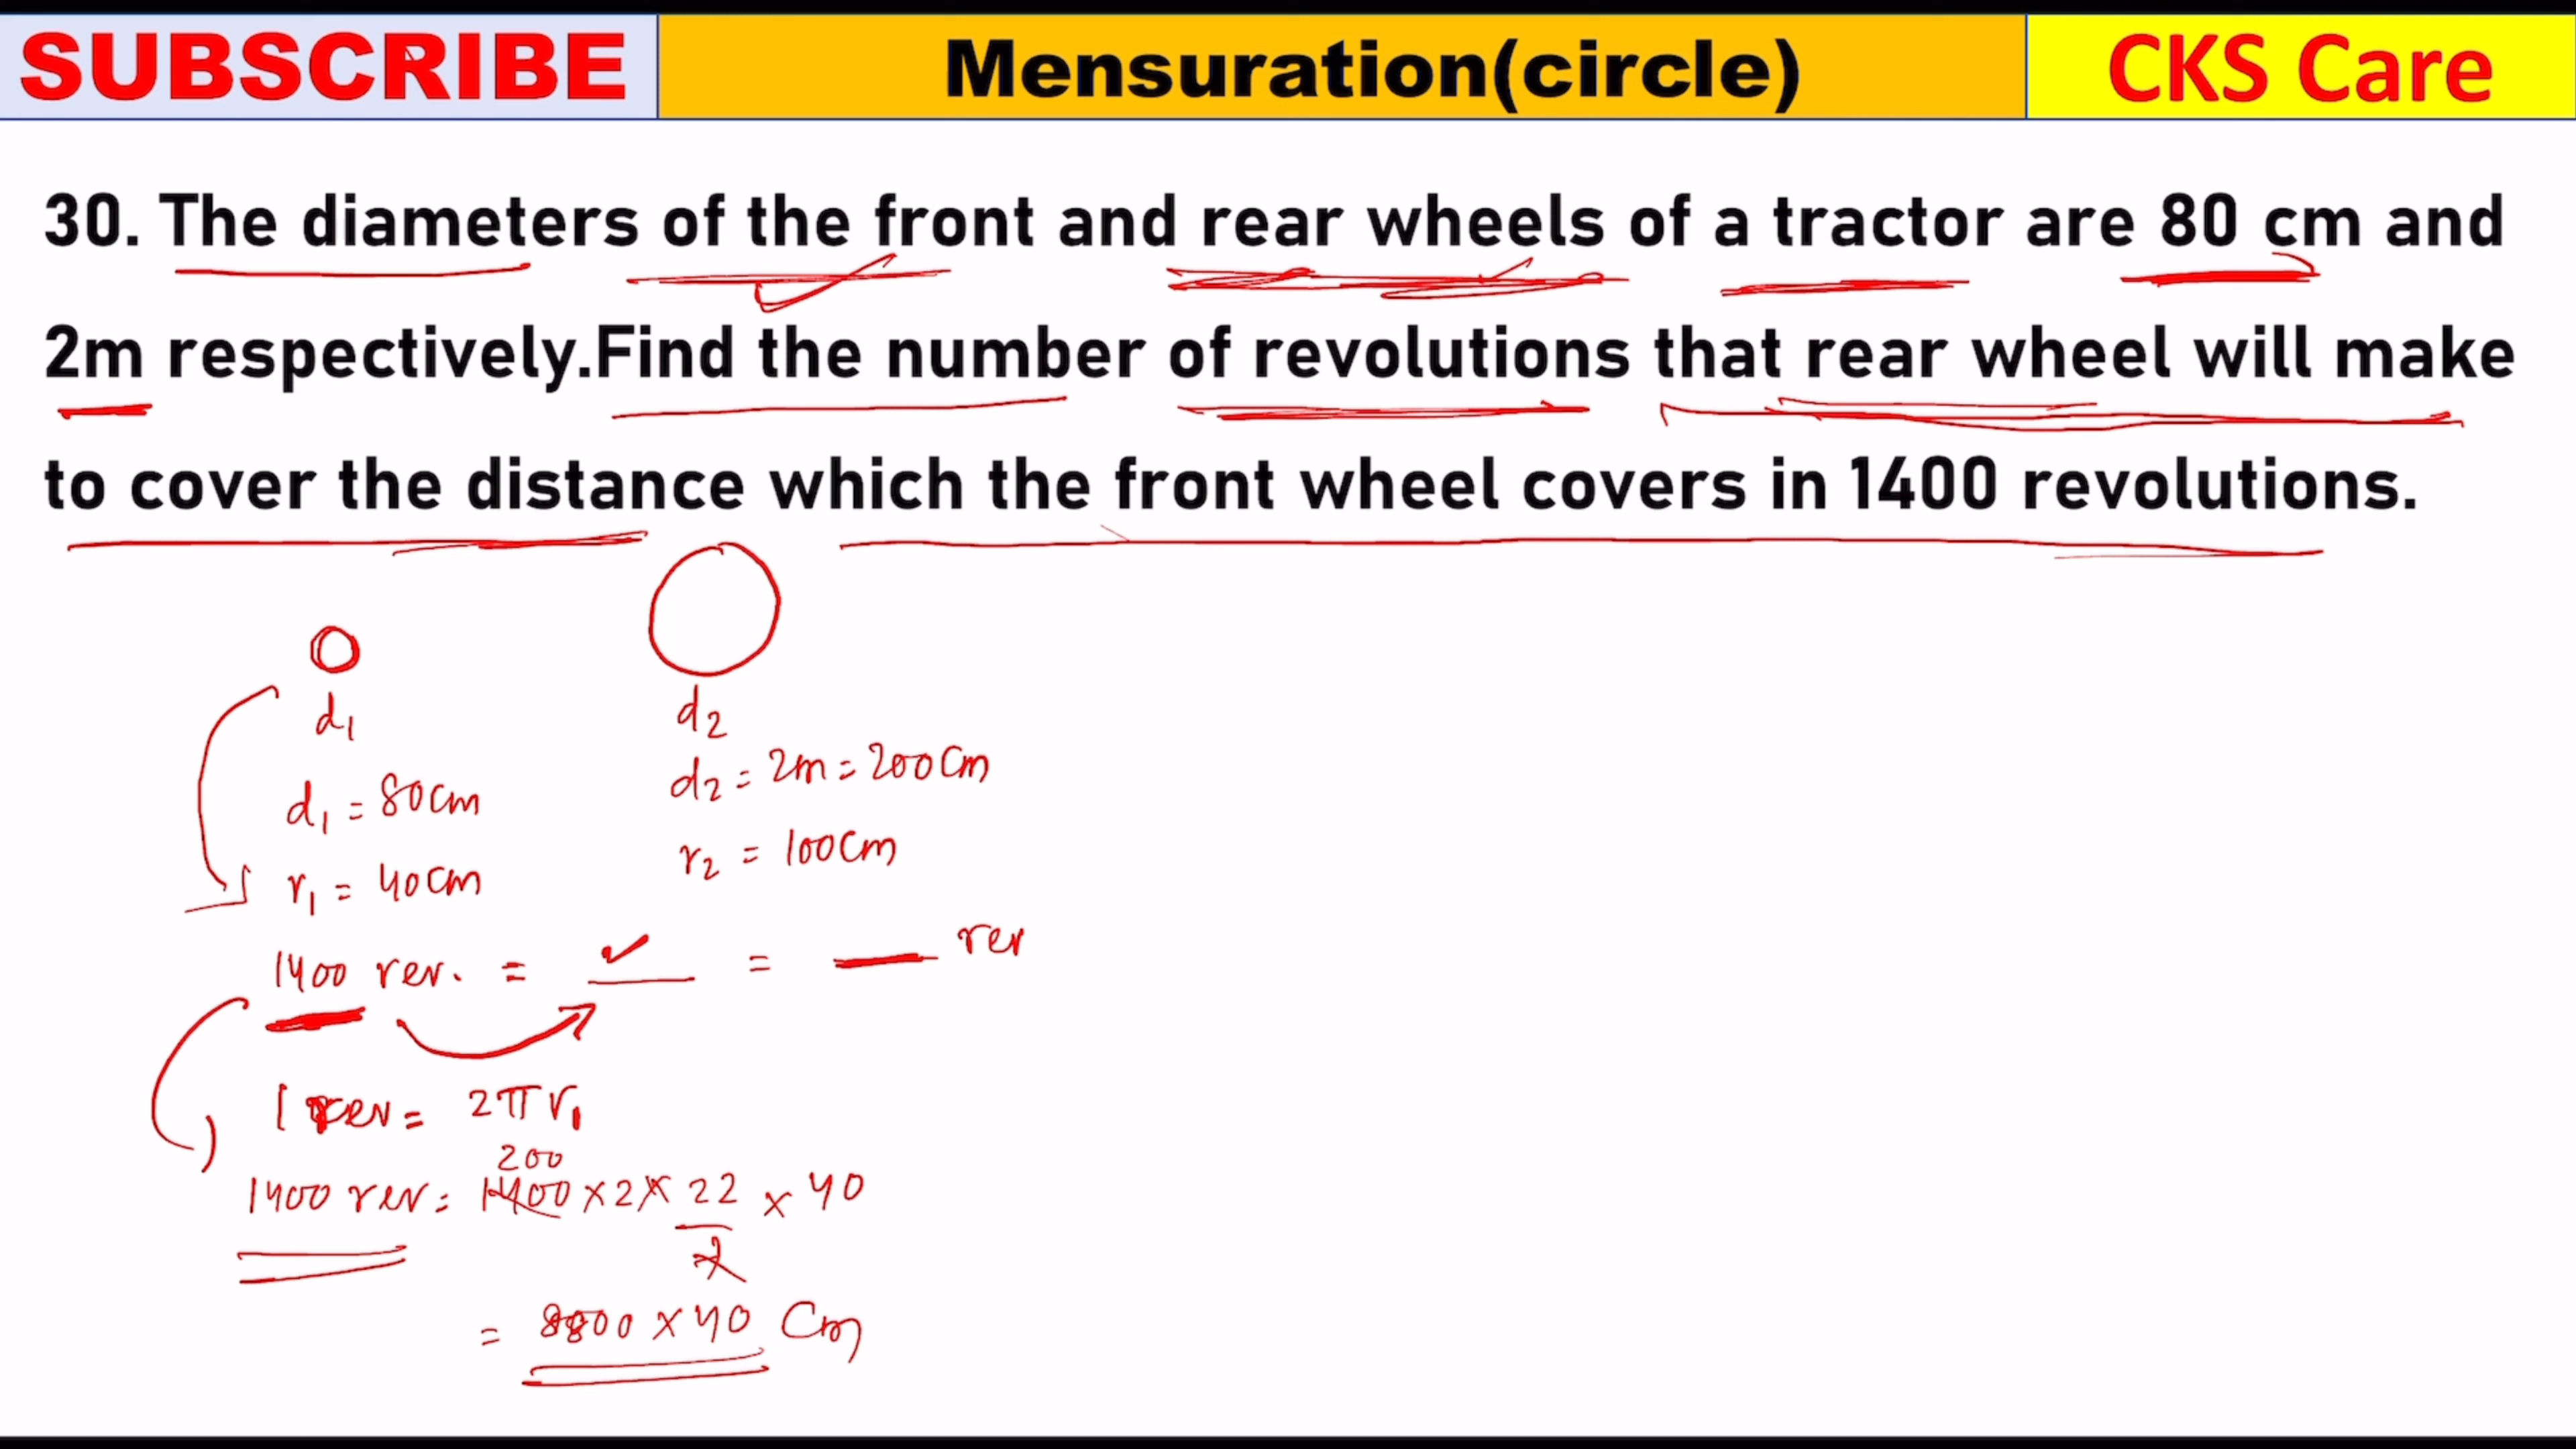 SUBSCRIBE Mensuration(circle) CKS Care
30. The diameters of the front and rear wheels of a tractor are 80 cm and
2m respectively.Find the number of revolutions that rear wheel will make
to cover the distance which the front wheel covers in 1400 revolutions.
d1 d2
d1 = 80cm d2 = 2m = 200cm
r1 = 40cm r2 = 100cm
1400 rev. = ✓ = __ rev
1 rev = 2πr1
200
1400 rev = 1400 × 2 × 22/7 × 40
= 8800 × 40 Cm